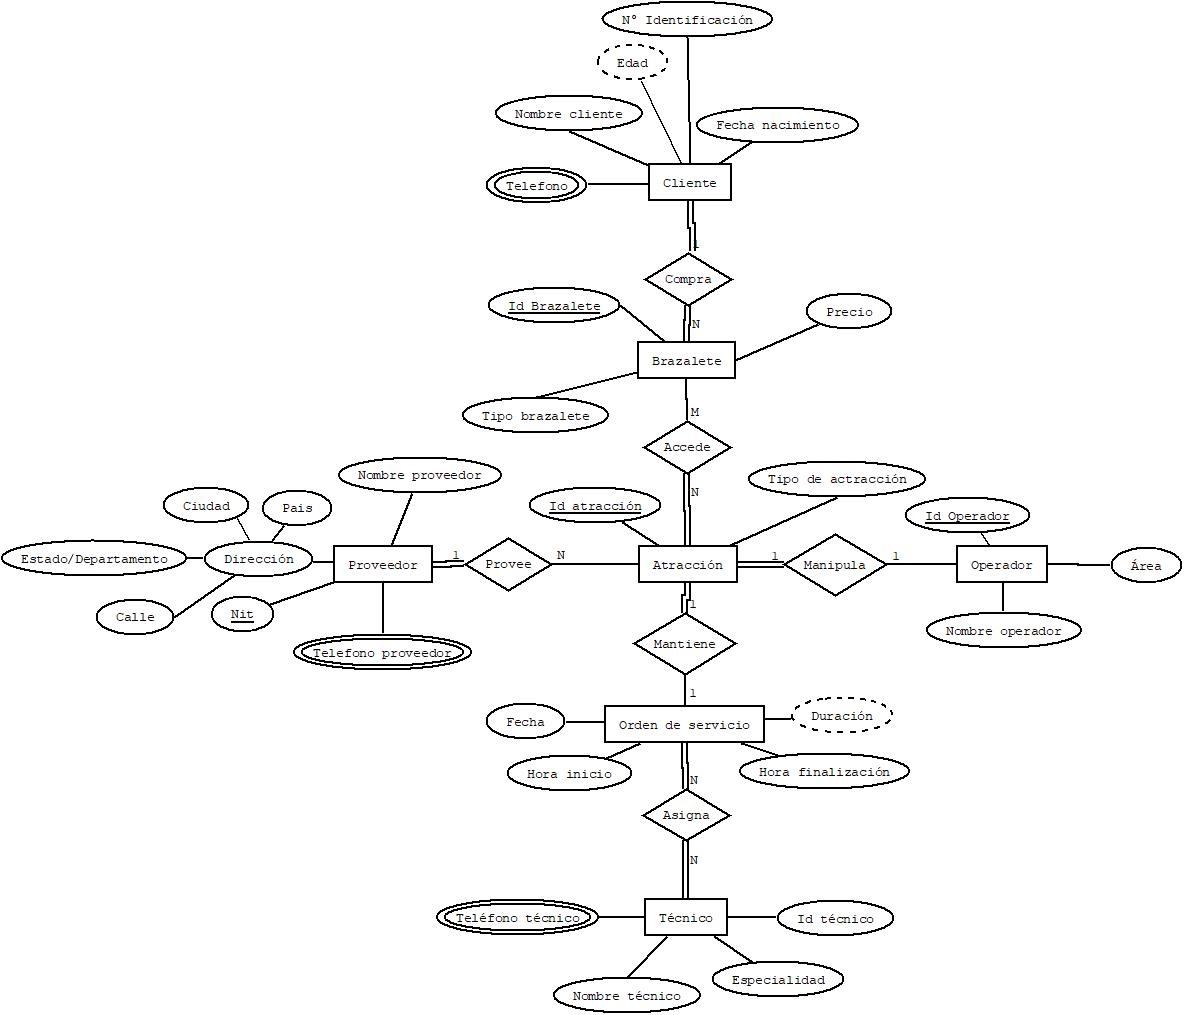 N° Identificación
Edad
Nombre cliente
Fecha nacimiento
Telefono
Cliente
1
Compra
Id Brazalete
Precio
N
Brazalete
Tipo brazalete
M
Accede
Nombre proveedor
Tipo de actracción
N
Ciudad
Pais
Id atracción
Id Operador
Estado/Departamento
Dirección
Proveedor
1
Provee
N
Atracción
1
Manipula
1
Operador
Área
Calle
Nit
1
Nombre operador
Telefono proveedor
Mantiene
1
Fecha
Orden de servicio
Duración
Hora inicio
Hora finalización
N
Asigna
N
Teléfono técnico
Técnico
Id técnico
Especialidad
Nombre técnico